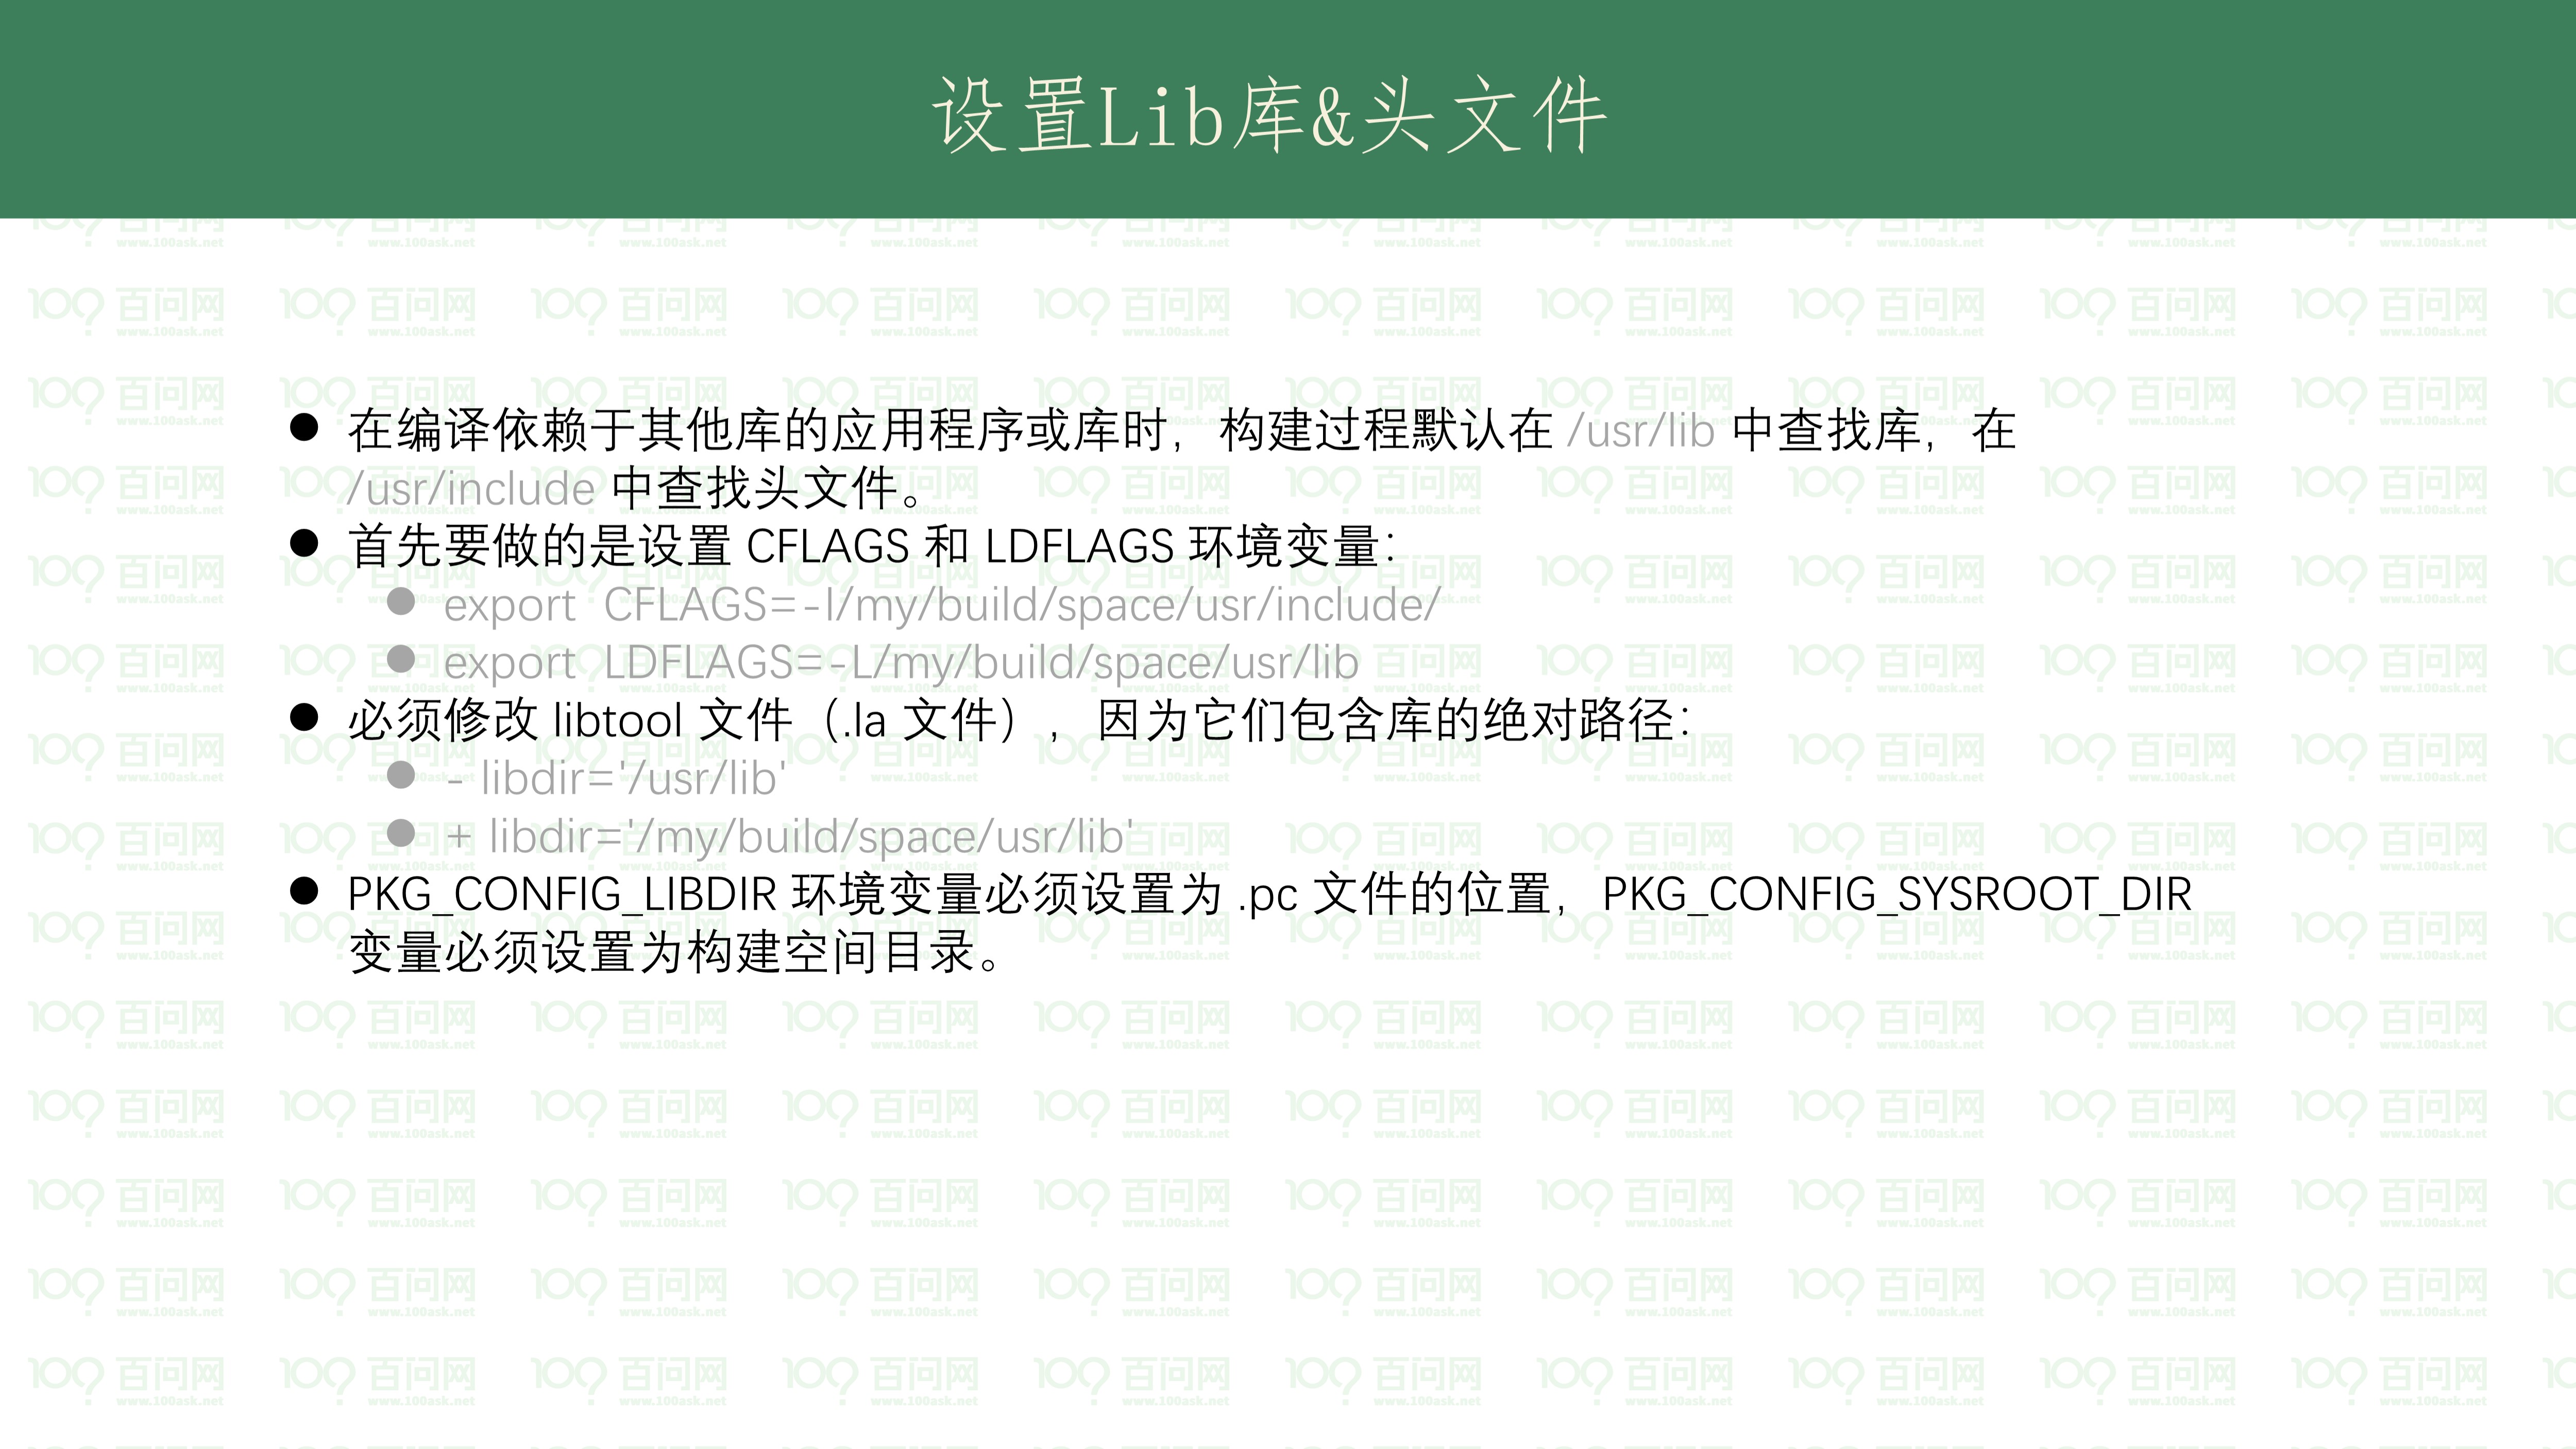 设置Lib库&头文件
● 在编译依赖于其他库的应用程序或库时，构建过程默认在 /usr/lib 中查找库，在
/usr/include 中查找头文件。
● 首先要做的是设置 CFLAGS 和 LDFLAGS 环境变量：
● export  CFLAGS=-I/my/build/space/usr/include/
● export  LDFLAGS=-L/my/build/space/usr/lib
● 必须修改 libtool 文件（.la 文件），因为它们包含库的绝对路径：
● - libdir='/usr/lib'
● + libdir='/my/build/space/usr/lib'
● PKG_CONFIG_LIBDIR 环境变量必须设置为 .pc 文件的位置，PKG_CONFIG_SYSROOT_DIR
变量必须设置为构建空间目录。
百问网
www.100ask.net